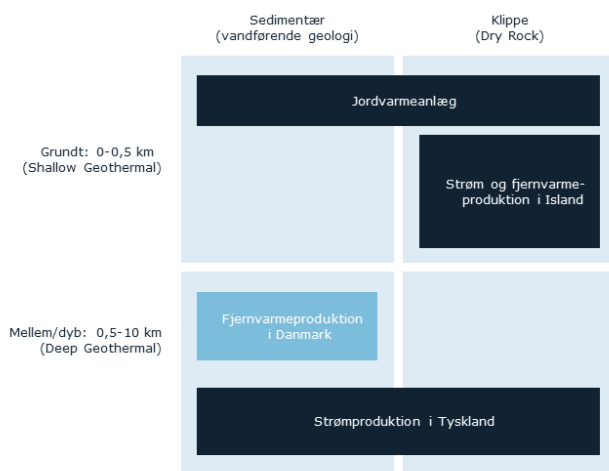 Sedimentær
(vandførende geologi)
Klippe
(Dry Rock)
Grundt: 0-0,5 km
(Shallow Geothermal)
Jordvarmeanlæg
Strøm og fjernvarme-
produktion i Island
Mellem/dyb: 0,5-10 km
(Deep Geothermal)
Fjernvarmeproduktion
i Danmark
Strømproduktion i Tyskland